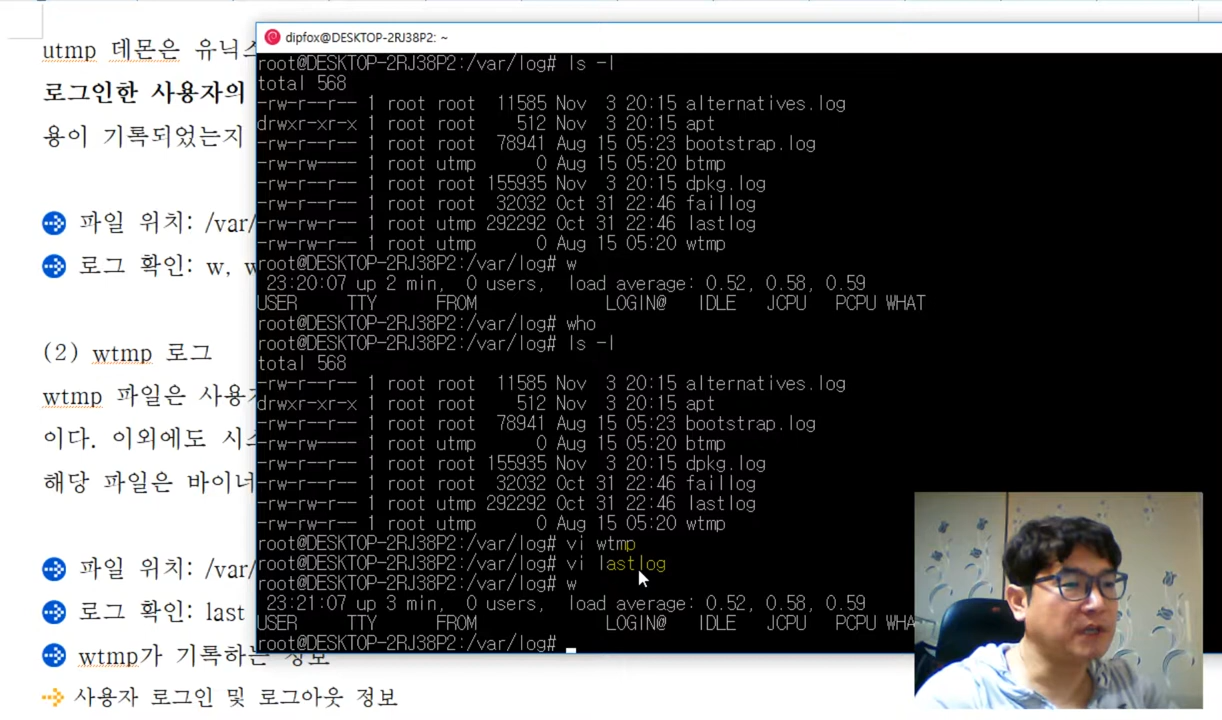 utmp 데몬은 유닉스
로그인한 사용자의
용이 기록되었는지
파일 위치: /var/
로그 확인: w, w
(2) wtmp 로그
wtmp 파일은 사용자
이다. 이외에도 시스
해당 파일은 바이너
파일 위치: /var/
로그 확인: last
wtmp가 기록하는 정보
사용자 로그인 및 로그아웃 정보
dipfox@DESKTOP-2RJ38P2: ~
root@DESKTOP-2RJ38P2:/var/log# ls -l
total 568
-rw-r--r-- 1 root root  11585 Nov  3 20:15 alternatives.log
drwxr-xr-x 1 root root    512 Nov  3 20:15 apt
-rw-r--r-- 1 root root  78941 Aug 15 05:23 bootstrap.log
-rw-rw---- 1 root utmp      0 Aug 15 05:20 btmp
-rw-r--r-- 1 root root 155935 Nov  3 20:15 dpkg.log
-rw-r--r-- 1 root root  32032 Oct 31 22:46 faillog
-rw-rw-r-- 1 root utmp 292292 Oct 31 22:46 lastlog
-rw-rw-r-- 1 root utmp      0 Aug 15 05:20 wtmp
root@DESKTOP-2RJ38P2:/var/log# w
 23:20:07 up 2 min,  0 users,  load average: 0.52, 0.58, 0.59
USER     TTY      FROM             LOGIN@   IDLE   JCPU   PCPU WHAT
root@DESKTOP-2RJ38P2:/var/log# who
root@DESKTOP-2RJ38P2:/var/log# ls -l
total 568
-rw-r--r-- 1 root root  11585 Nov  3 20:15 alternatives.log
drwxr-xr-x 1 root root    512 Nov  3 20:15 apt
-rw-r--r-- 1 root root  78941 Aug 15 05:23 bootstrap.log
-rw-rw---- 1 root utmp      0 Aug 15 05:20 btmp
-rw-r--r-- 1 root root 155935 Nov  3 20:15 dpkg.log
-rw-r--r-- 1 root root  32032 Oct 31 22:46 faillog
-rw-rw-r-- 1 root utmp 292292 Oct 31 22:46 lastlog
-rw-rw-r-- 1 root utmp      0 Aug 15 05:20 wtmp
root@DESKTOP-2RJ38P2:/var/log# vi wtmp
root@DESKTOP-2RJ38P2:/var/log# vi lastlog
root@DESKTOP-2RJ38P2:/var/log# w
 23:21:07 up 3 min,  0 users,  load average: 0.52, 0.58, 0.59
USER     TTY      FROM             LOGIN@   IDLE   JCPU   PCPU WHA
root@DESKTOP-2RJ38P2:/var/log#